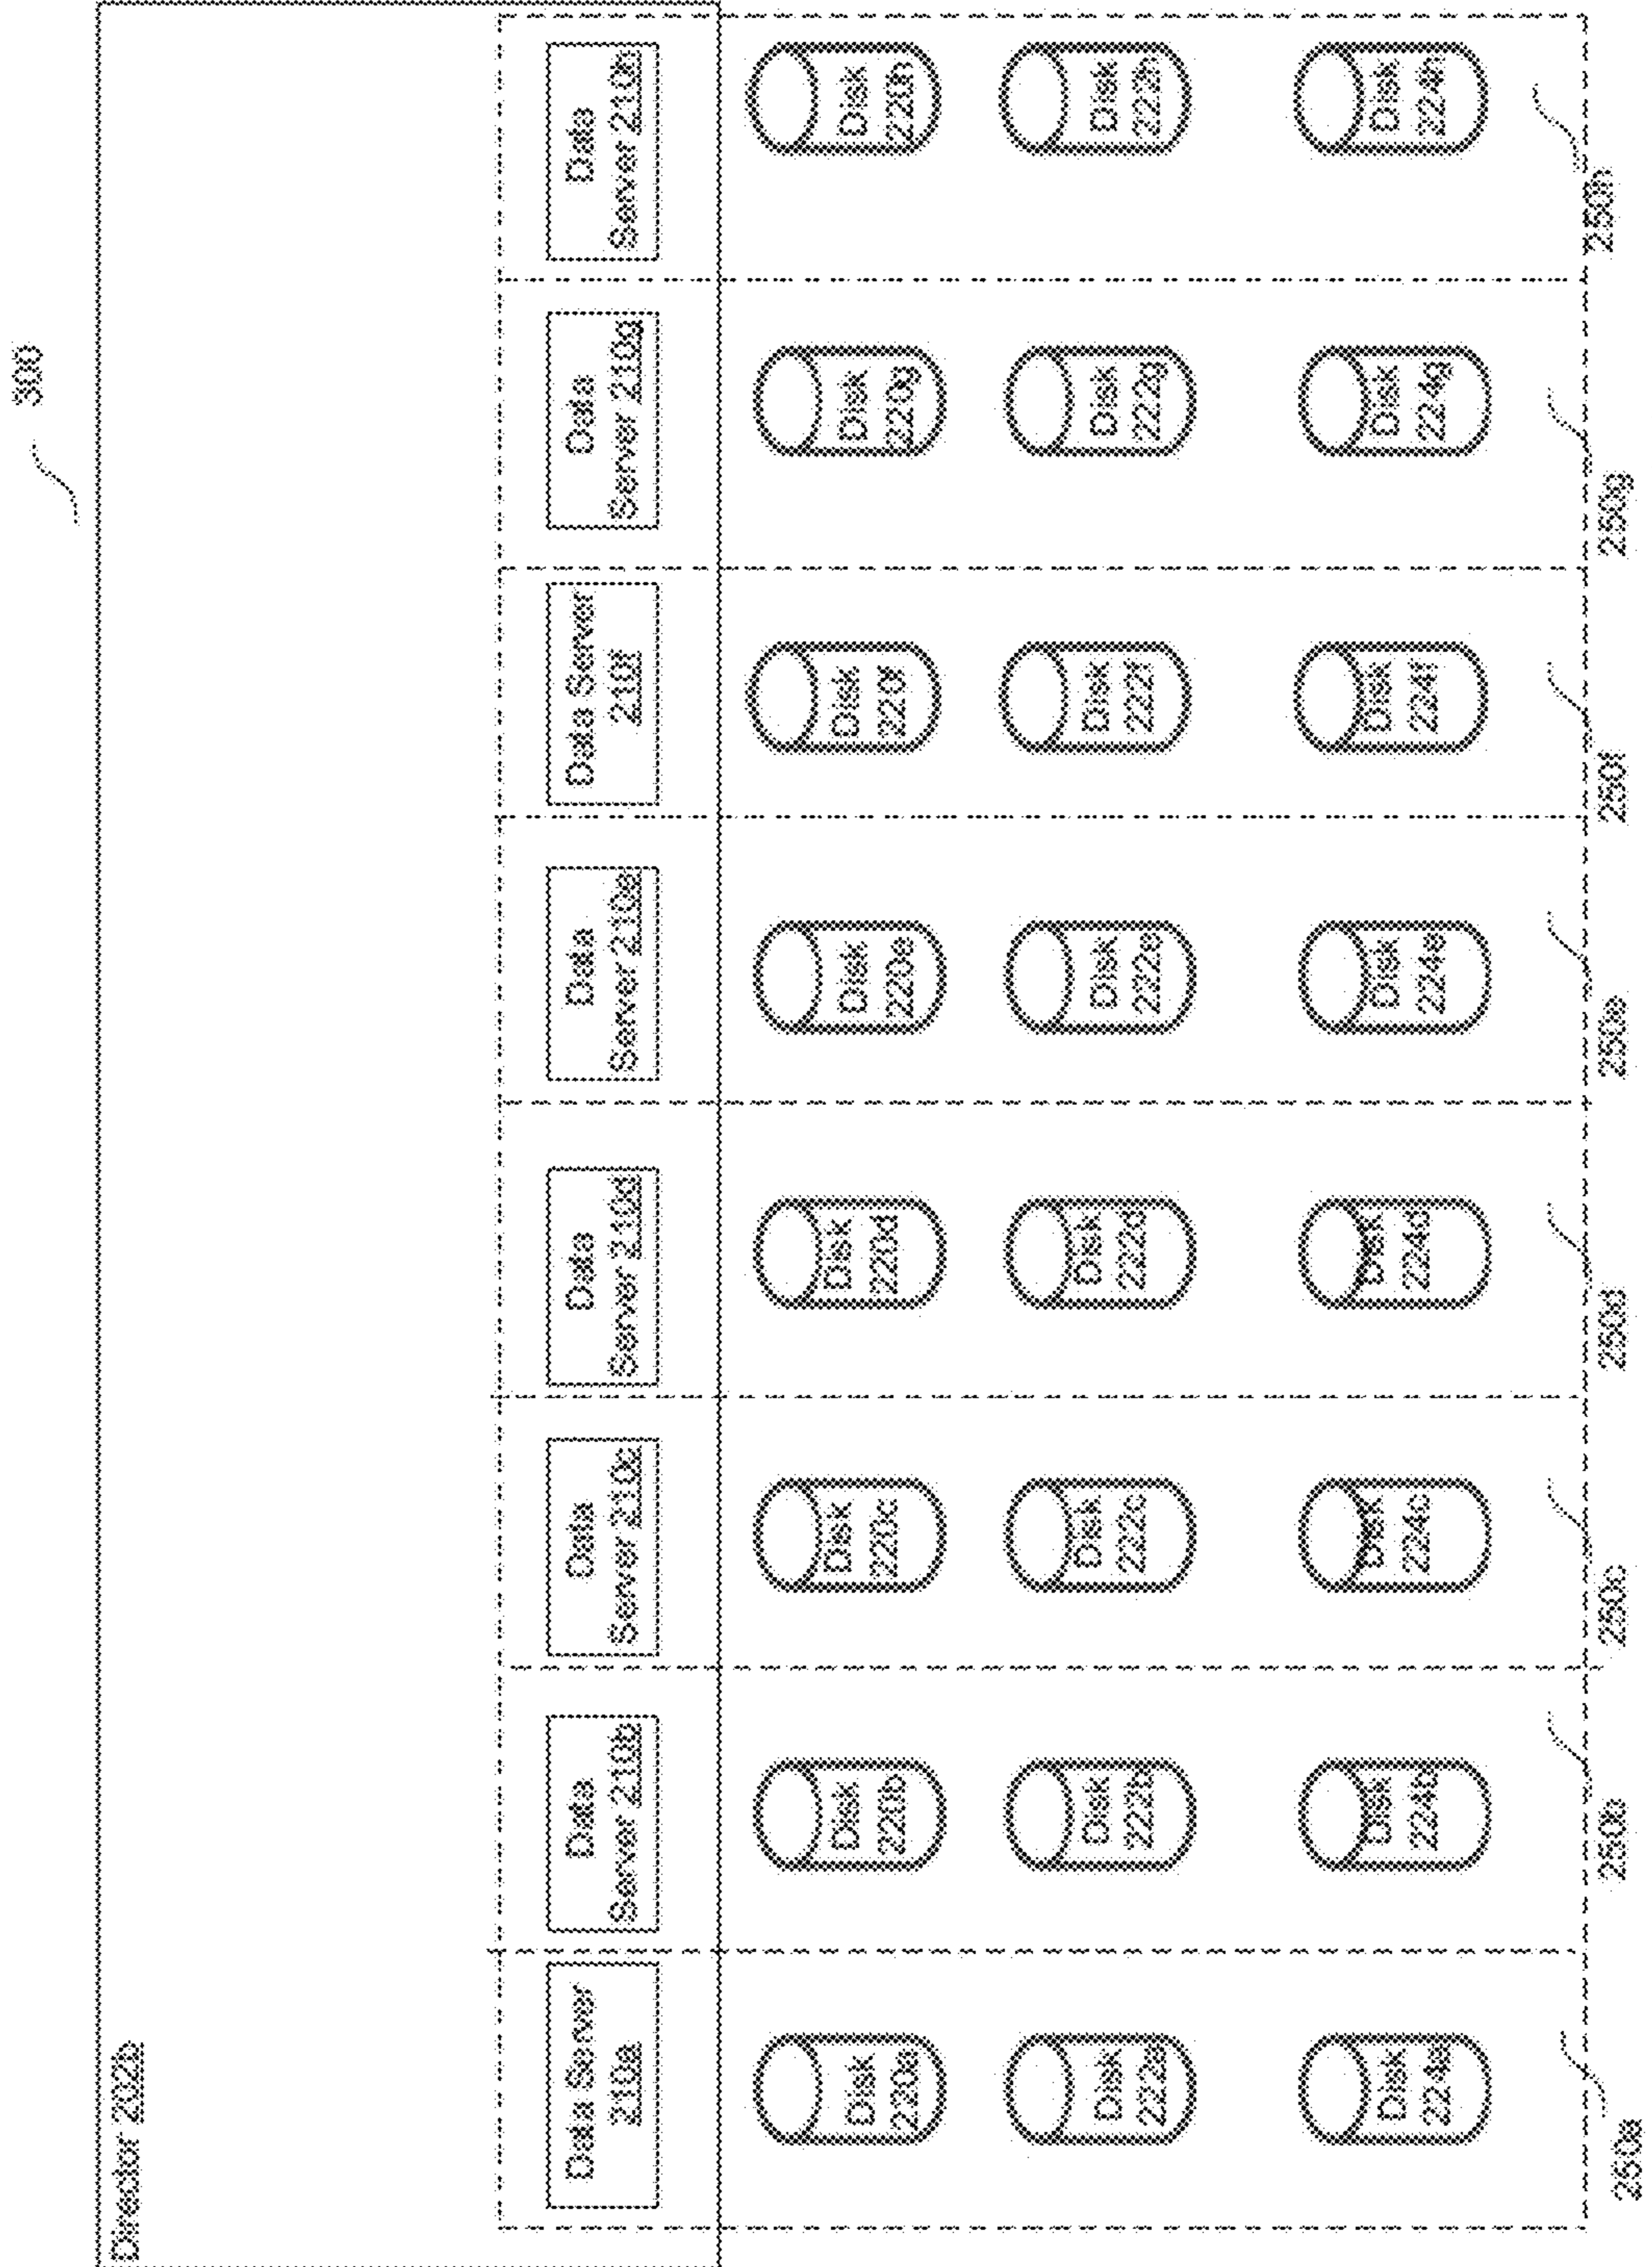 300
Director 202b
Data Server
210a
Data
Server 210b
Data
Server 210c
Data
Server 210d
Data
Server 210e
Data Server
210f
Data
Server 210g
Data
Server 210h
Disk
220a
Disk
220b
Disk
220c
Disk
220d
Disk
220e
Disk
220f
Disk
220g
Disk
220h
Disk
222a
Disk
222b
Disk
222c
Disk
222d
Disk
222e
Disk
222f
Disk
222g
Disk
222h
Disk
224a
Disk
224b
Disk
224c
Disk
224d
Disk
224e
Disk
224f
Disk
224g
Disk
224h
250a
250b
250c
250d
250e
250f
250g
250h